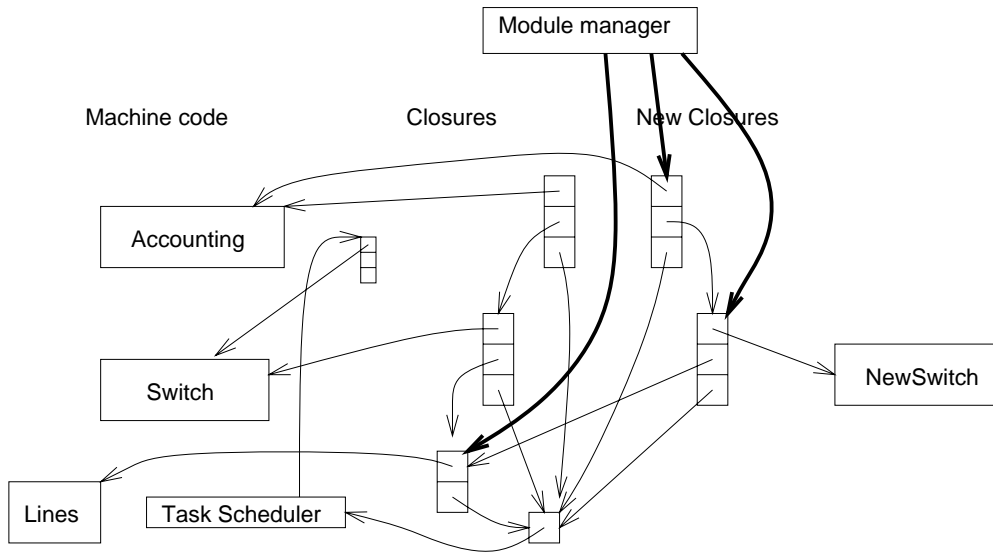 Module manager
Machine code
Closures
New Closures
Accounting
Switch
NewSwitch
Lines
Task Scheduler